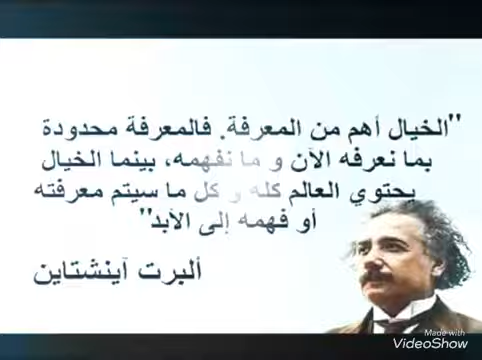 "الخيال أهم من المعرفة. فالمعرفة محدودة
بما نعرفه الآن و ما نفهمه، بينما الخيال
يحتوي العالم كله و كل ما سيتم معرفته
أو فهمه إلى الأبد"
ألبرت آينشتاين
Made with
VideoShow